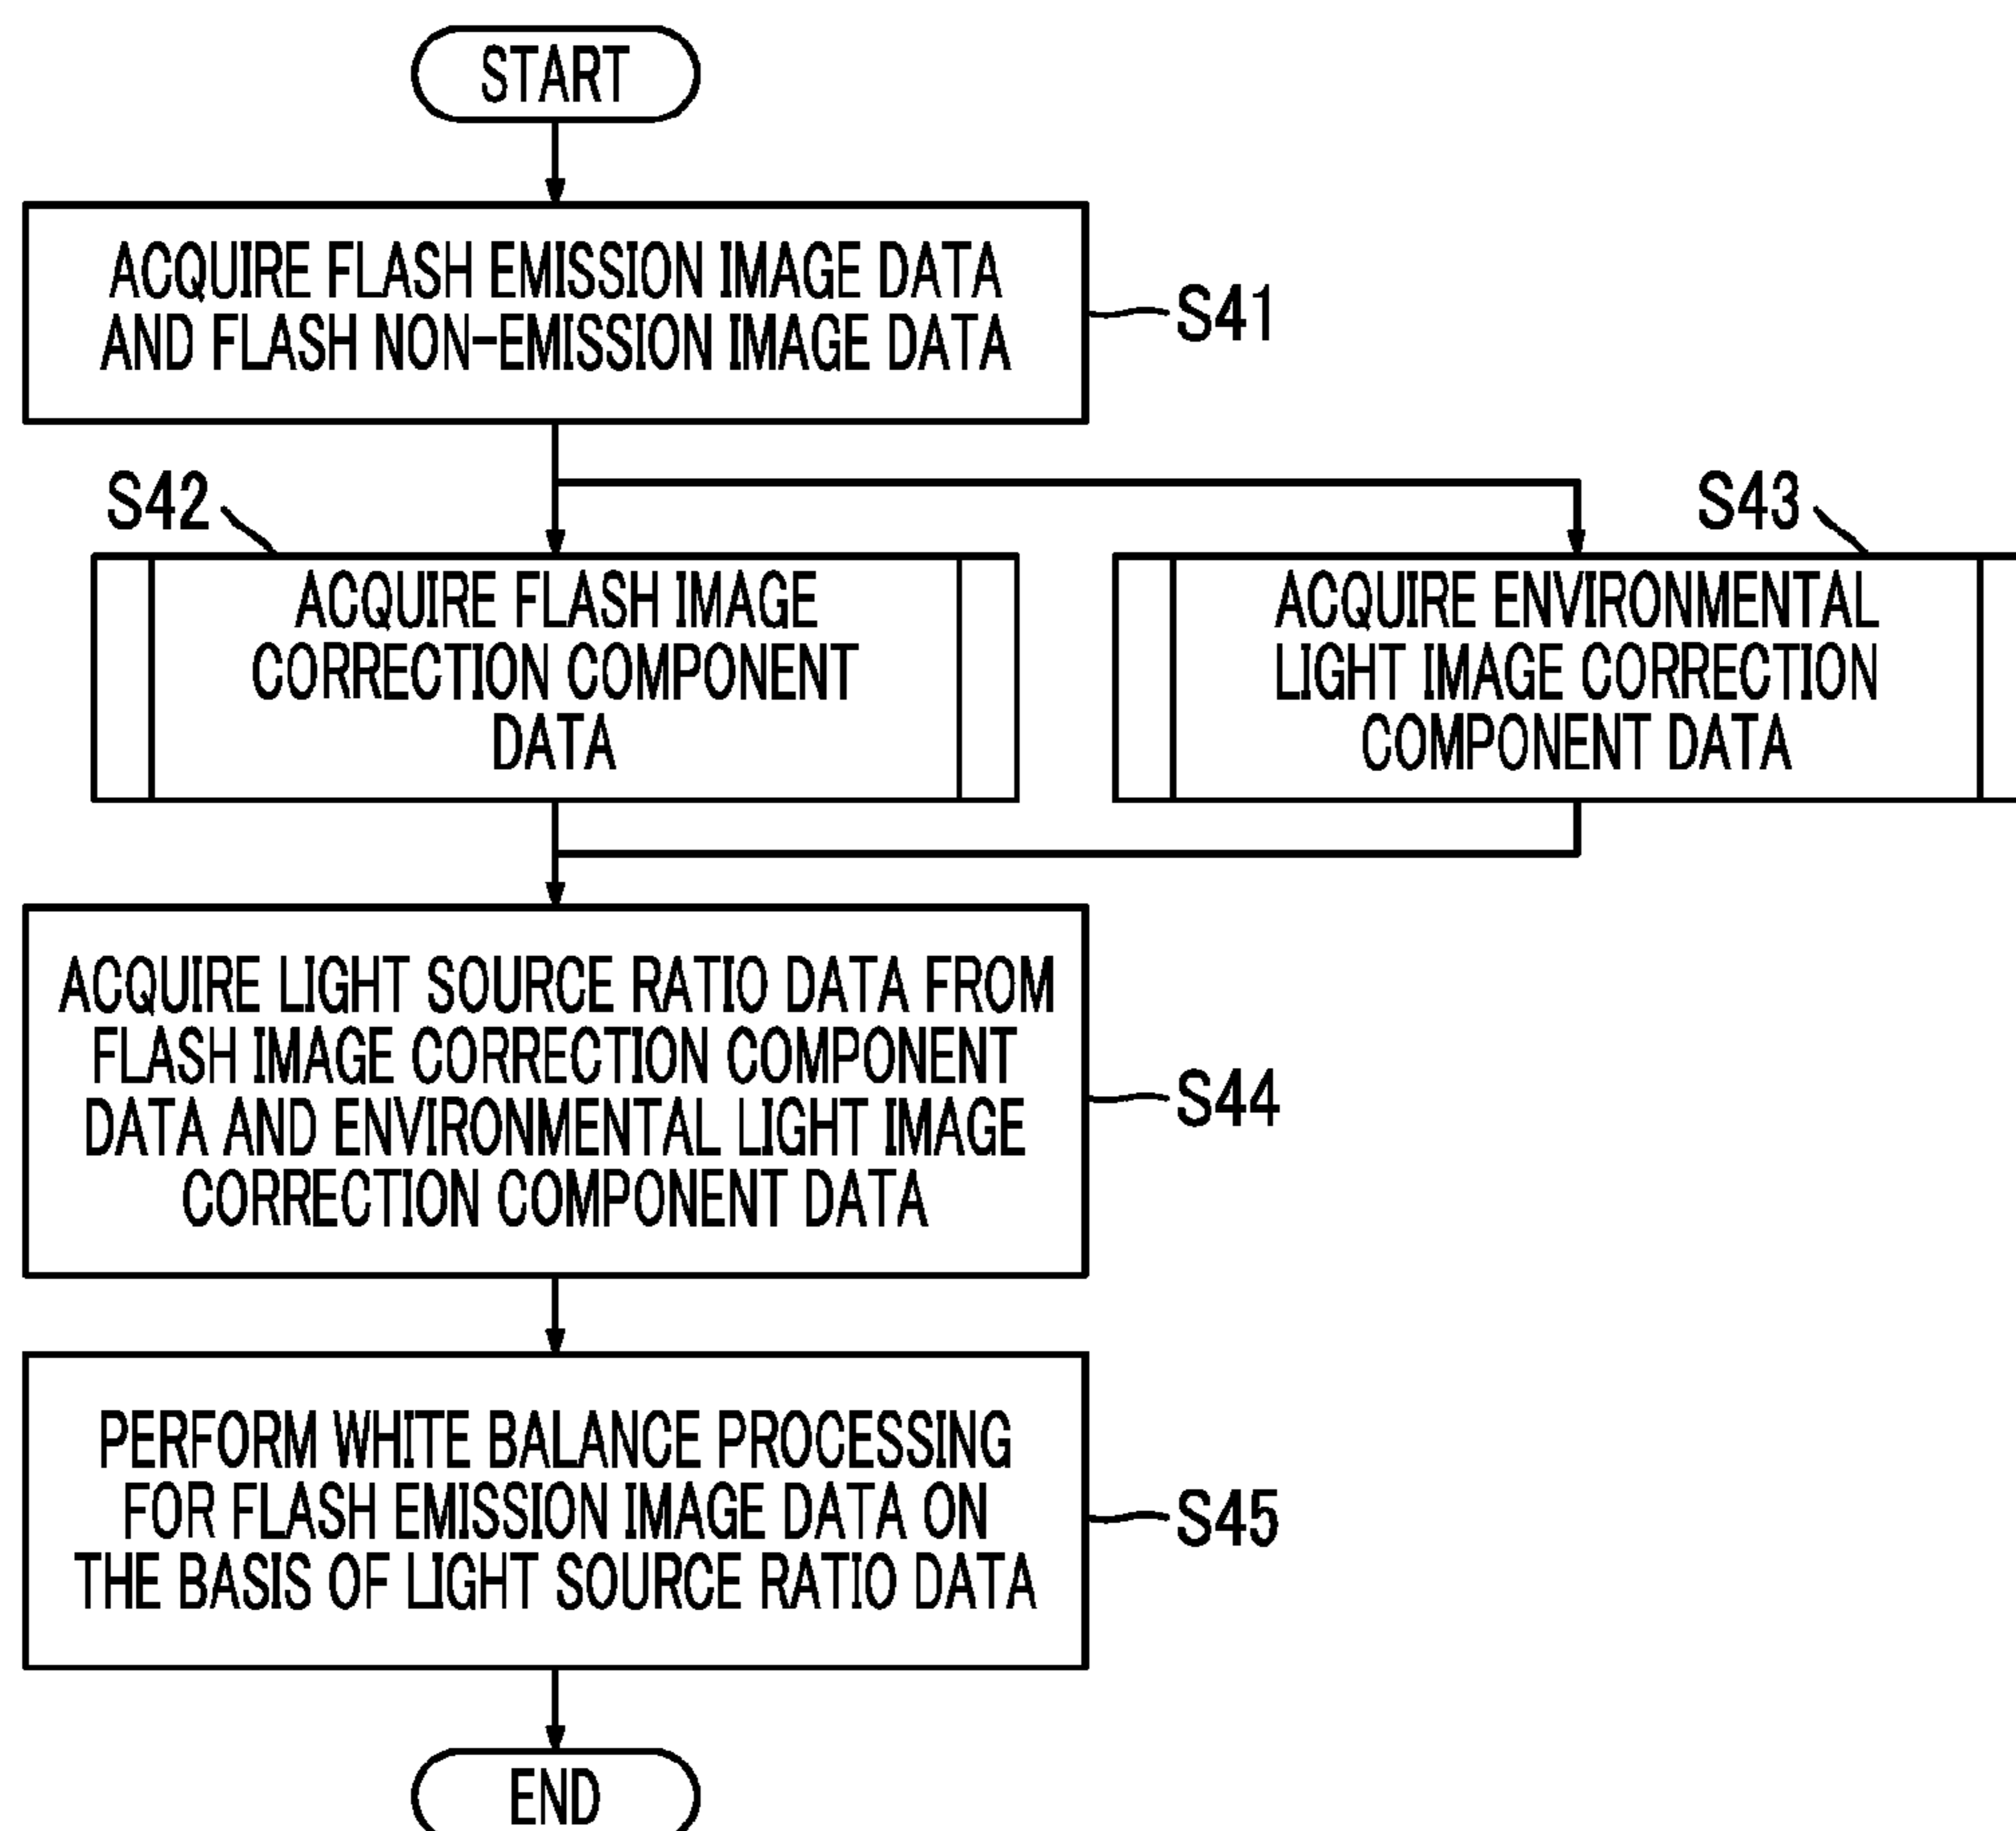 START
ACQUIRE FLASH EMISSION IMAGE DATA
AND FLASH NON-EMISSION IMAGE DATA
S41
S42
ACQUIRE FLASH IMAGE
CORRECTION COMPONENT
DATA
S43
ACQUIRE ENVIRONMENTAL
LIGHT IMAGE CORRECTION
COMPONENT DATA
ACQUIRE LIGHT SOURCE RATIO DATA FROM
FLASH IMAGE CORRECTION COMPONENT
DATA AND ENVIRONMENTAL LIGHT IMAGE
CORRECTION COMPONENT DATA
S44
PERFORM WHITE BALANCE PROCESSING
FOR FLASH EMISSION IMAGE DATA ON
THE BASIS OF LIGHT SOURCE RATIO DATA
S45
END